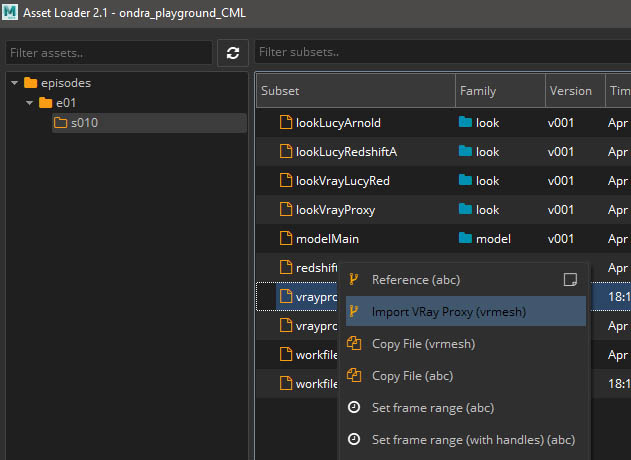 Asset Loader 2.1 - ondra_playground_CML
Filter assets..
Filter subsets..
episodes
e01
s010
Subset Family Version Tim
lookLucyArnold look v001 Apr
lookLucyRedshiftA look v001 Apr
lookVrayLucyRed look v001 Apr
lookVrayProxy look v001 Apr
modelMain model v001 Apr
redshift Apr
vraypro 18:1
vraypro Apr
workfile Apr
workfile 18:1
Reference (abc)
Import VRay Proxy (vrmesh)
Copy File (vrmesh)
Copy File (abc)
Set frame range (abc)
Set frame range (with handles) (abc)